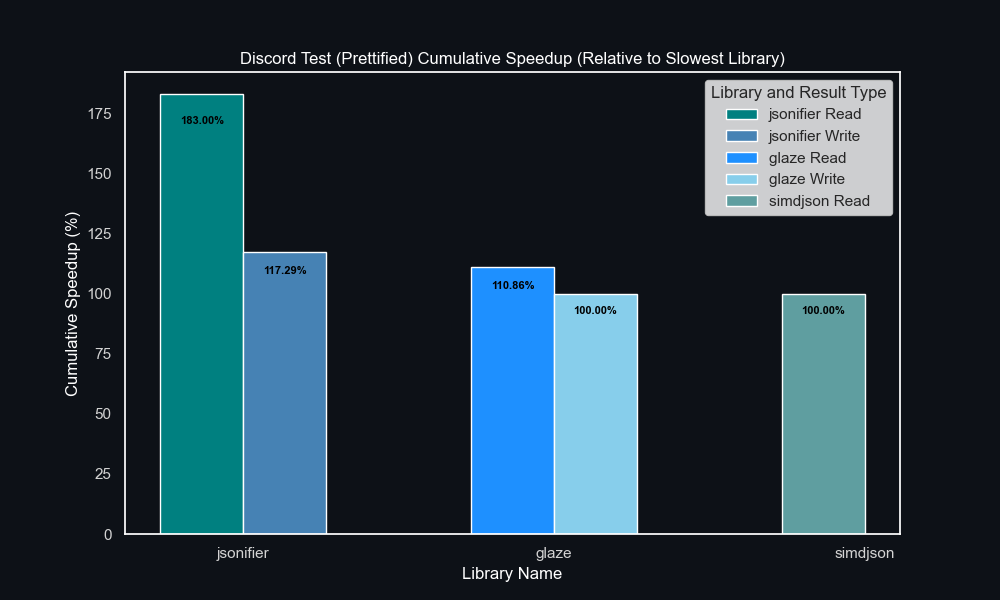 Discord Test (Prettified) Cumulative Speedup (Relative to Slowest Library)
Library and Result Type
jsonifier Read
jsonifier Write
glaze Read
glaze Write
simdjson Read
Cumulative Speedup (%)
175
150
125
100
75
50
25
0
183.00%
117.29%
110.86%
100.00%
100.00%
jsonifier
glaze
simdjson
Library Name